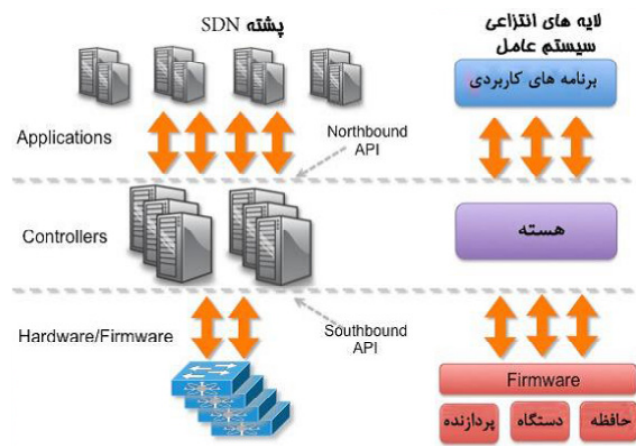 پشته SDN
لایه های انتزاعی
سیستم عامل
برنامه های کاربردی
Applications
Northbound
API
Controllers
هسته
Hardware/Firmware
Southbound
API
Firmware
پردازنده
دستگاه
حافظه